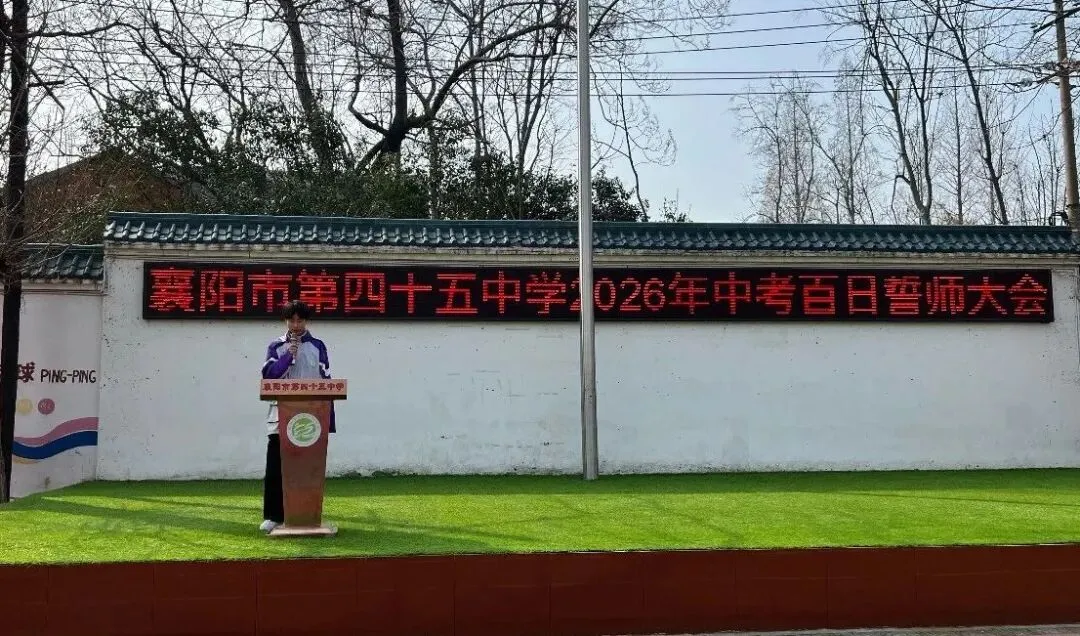 襄阳市第四十五中学2026年中考百日誓师大会
球 PING-PING
襄阳市第四十五中学